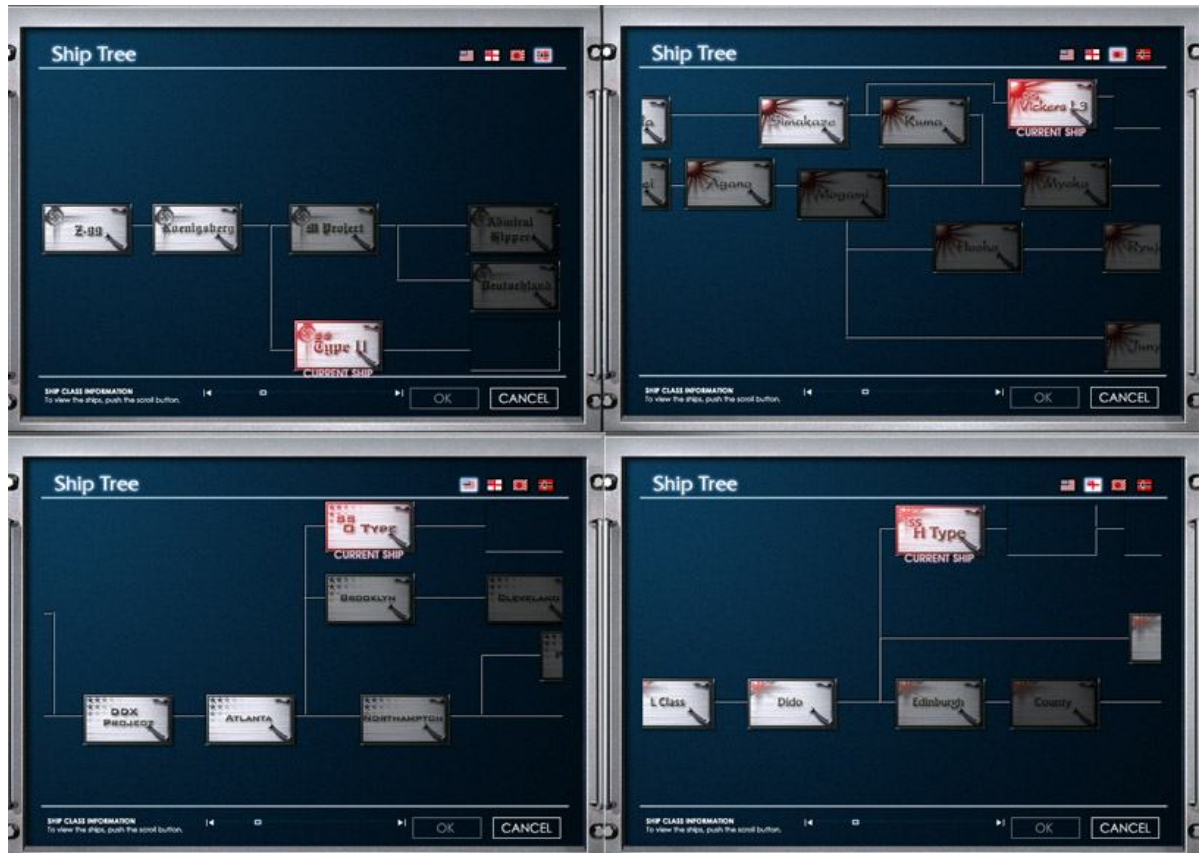 Ship Tree
Z-99
Koenigsberg
M Project
Admiral
Hipper
Deutschland
SS
Type II
CURRENT SHIP
SHIP CLASS INFORMATION
To view the ships, push the scroll button.
OK
CANCEL
Ship Tree
Simakaze
Kuma
SS
Vickers L3
CURRENT SHIP
Agano
Mogami
Myoko
SHIP CLASS INFORMATION
To view the ships, push the scroll button.
OK
CANCEL
Ship Tree
SS
O Type
CURRENT SHIP
Brooklyn
Cleveland
DDX
Project
Atlanta
Northampton
SHIP CLASS INFORMATION
To view the ships, push the scroll button.
OK
CANCEL
Ship Tree
SS
H Type
CURRENT SHIP
L Class
Dido
Edinburgh
County
SHIP CLASS INFORMATION
To view the ships, push the scroll button.
OK
CANCEL